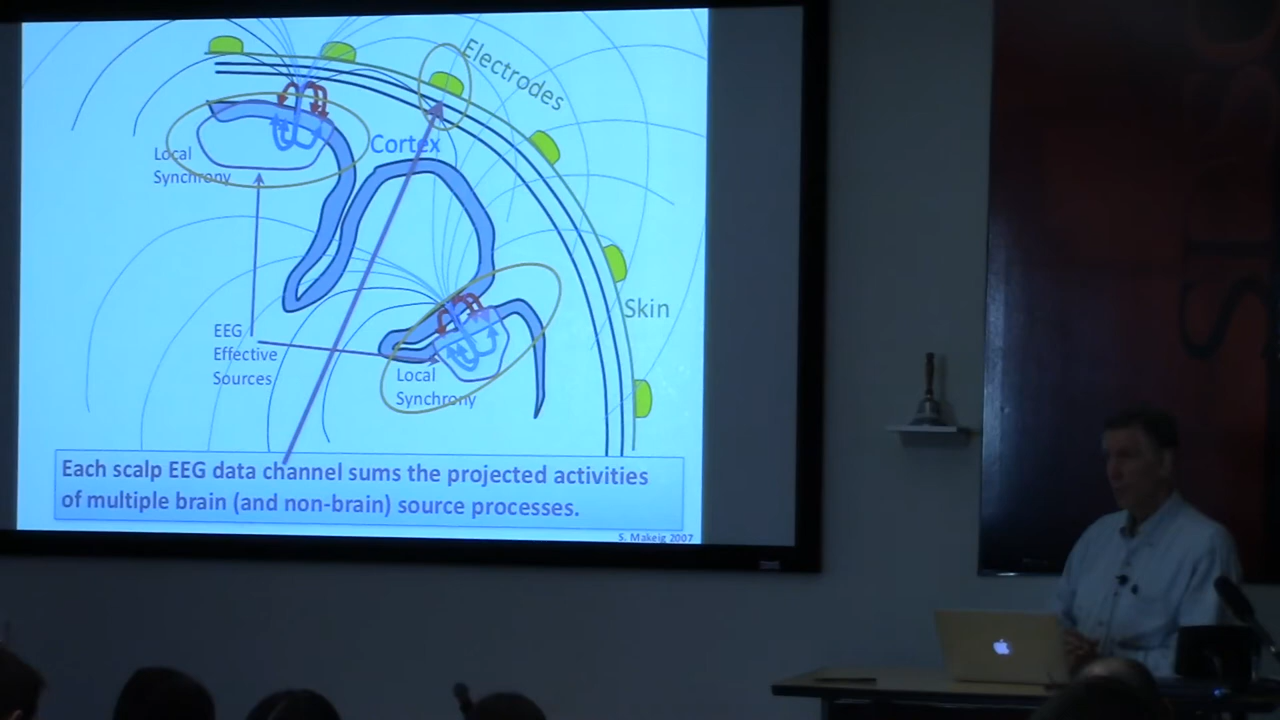 Electrodes
Cortex
Local
Synchrony
Skin
EEG
Effective
Sources
Local
Synchrony
Each scalp EEG data channel sums the projected activities
of multiple brain (and non-brain) source processes.
S. Makeig 2007